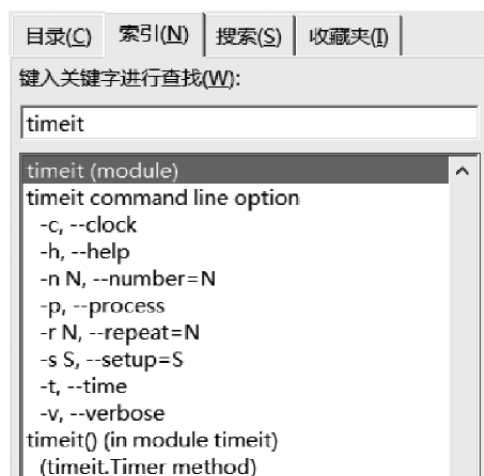 目录(C) 索引(N) 搜索(S) 收藏夹(I)
键入关键字进行查找(W):
timeit
timeit (module)
timeit command line option
-c, --clock
-h, --help
-n N, --number=N
-p, --process
-r N, --repeat=N
-s S, --setup=S
-t, --time
-v, --verbose
timeit() (in module timeit)
(timeit.Timer method)